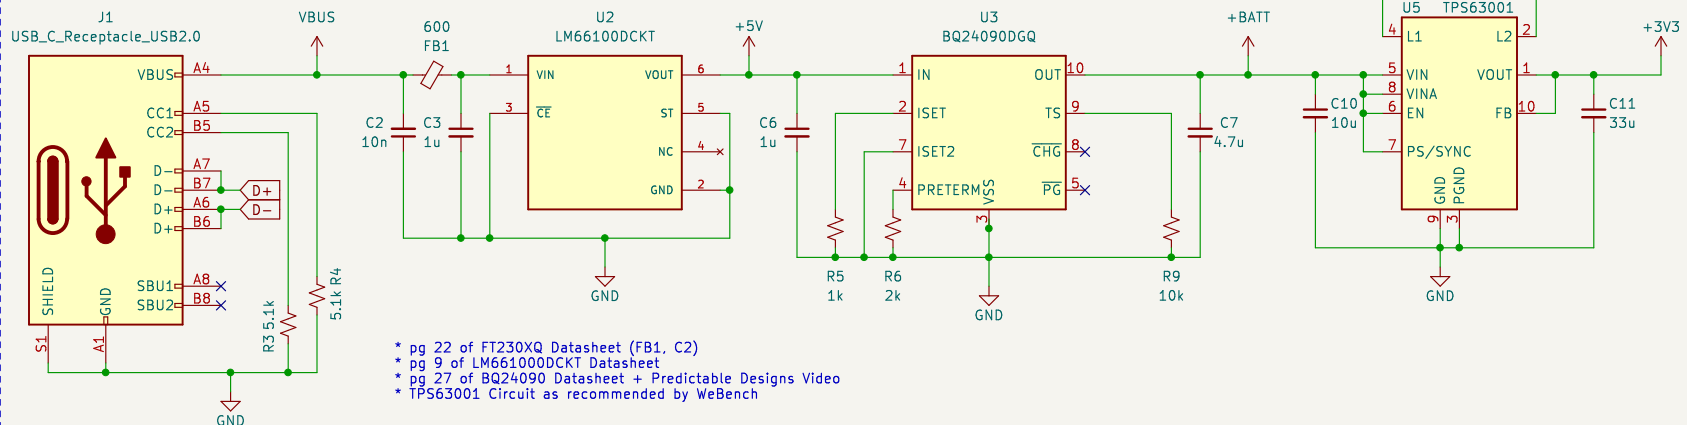 J1
USB_C_Receptacle_USB2.0
VBUS A4
CC1 A5
CC2 B5
D- A7
D- B7
D+ A6
D+ B6
SBU1 A8
SBU2 B8
SHIELD
GND
S1
A1
D+
D-
R3 5.1k
5.1k R4
GND
VBUS
600
FB1
C2
10n
C3
1u
U2
LM66100DCKT
1 VIN
3 CE
VOUT 6
ST 5
NC 4
GND 2
GND
+5V
C6
1u
U3
BQ24090DGQ
1 IN
2 ISET
7 ISET2
4 PRETERM
OUT 10
TS 9
CHG 8
PG 5
VSS
3
R5
1k
R6
2k
R9
10k
GND
C7
4.7u
+BATT
C10
10u
U5
TPS63001
4 L1
L2 2
5 VIN
8 VINA
6 EN
7 PS/SYNC
VOUT 1
FB 10
GND
PGND
9
3
GND
C11
33u
+3V3
* pg 22 of FT230XQ Datasheet (FB1, C2)
* pg 9 of LM661000DCKT Datasheet
* pg 27 of BQ24090 Datasheet + Predictable Designs Video
* TPS63001 Circuit as recommended by WeBench